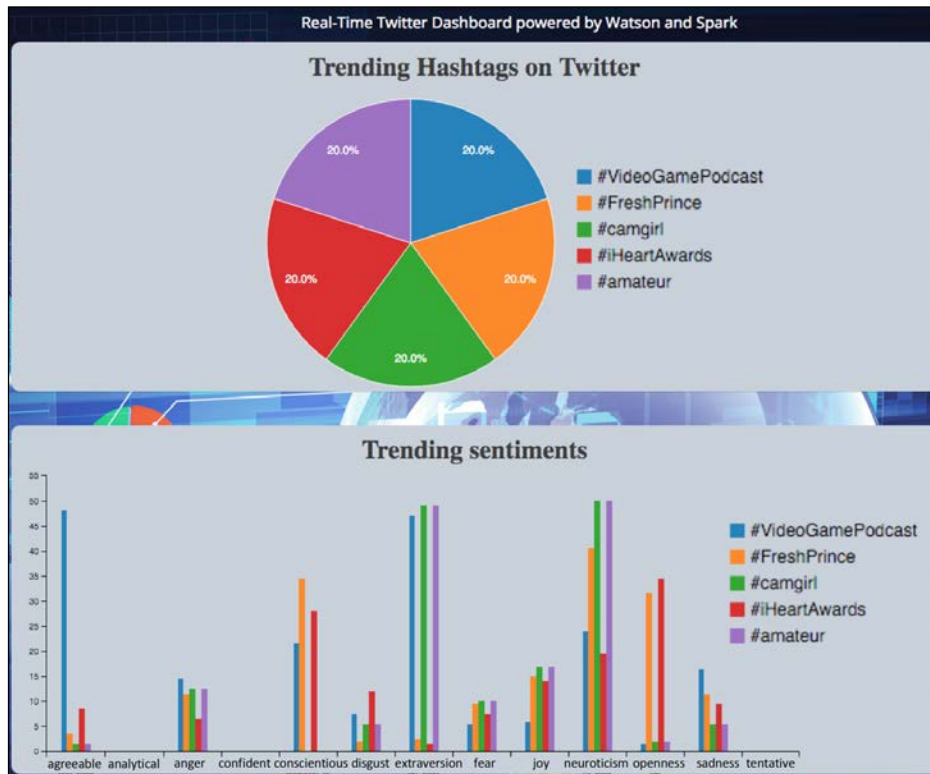 Real-Time Twitter Dashboard powered by Watson and Spark
Trending Hashtags on Twitter
20.0%
20.0%
20.0%
20.0%
20.0%
#VideoGamePodcast
#FreshPrince
#camgirl
#iHeartAwards
#amateur
Trending sentiments
55
50
45
40
35
30
25
20
15
10
5
0
agreeable analytical anger confident conscientious disgust extraversion fear joy neuroticism openness sadness tentative
#VideoGamePodcast
#FreshPrince
#camgirl
#iHeartAwards
#amateur